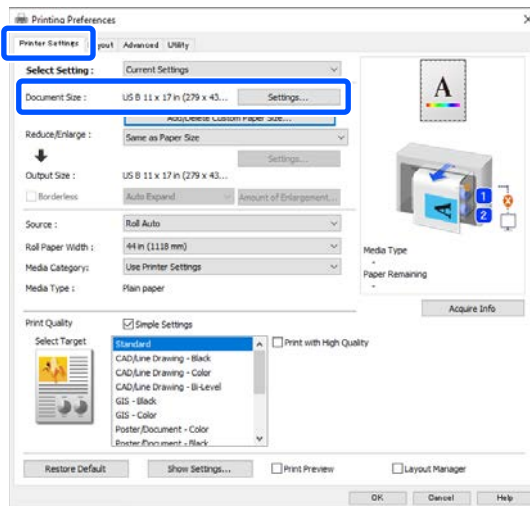 Printing Preferences
Printer Settings yout Advanced Utility
Select Setting : Current Settings
Document Size : US B 11 x 17 in (279 x 43... Settings...
Add/Delete Custom Paper Size...
Reduce/Enlarge : Same as Paper Size
Settings...
Output Size : US B 11 x 17 in (279 x 43...
Borderless Auto Expand Amount of Enlargement...
Source : Roll Auto
Roll Paper Width : 44 in (1118 mm)
Media Category: Use Printer Settings
Media Type : Plain paper
Print Quality Simple Settings
Select Target
Standard
CAD/Line Drawing - Black
CAD/Line Drawing - Color
CAD/Line Drawing - Bi-Level
GIS - Black
GIS - Color
Poster/Document - Color
Poster/Document - Black
Print with High Quality
A
A
1
2
Media Type
-
Paper Remaining
-
Acquire Info
Restore Default Show Settings... Print Preview Layout Manager
OK Cancel Help